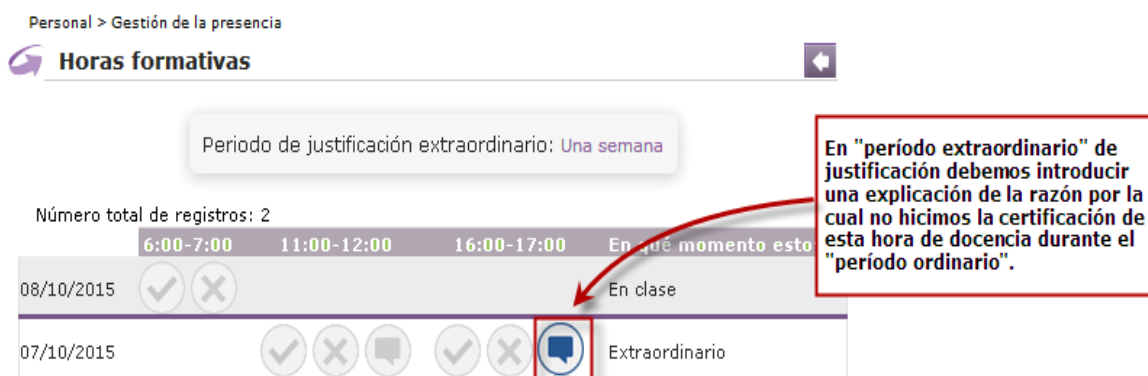 Personal > Gestión de la presencia
Horas formativas
Periodo de justificación extraordinario: Una semana
En "período extraordinario" de
justificación debemos introducir
una explicación de la razón por la
cual no hicimos la certificación de
esta hora de docencia durante el
"período ordinario".
Número total de registros: 2
6:00-7:00 11:00-12:00 16:00-17:00 En qué momento esto
08/10/2015 En clase
07/10/2015 Extraordinario